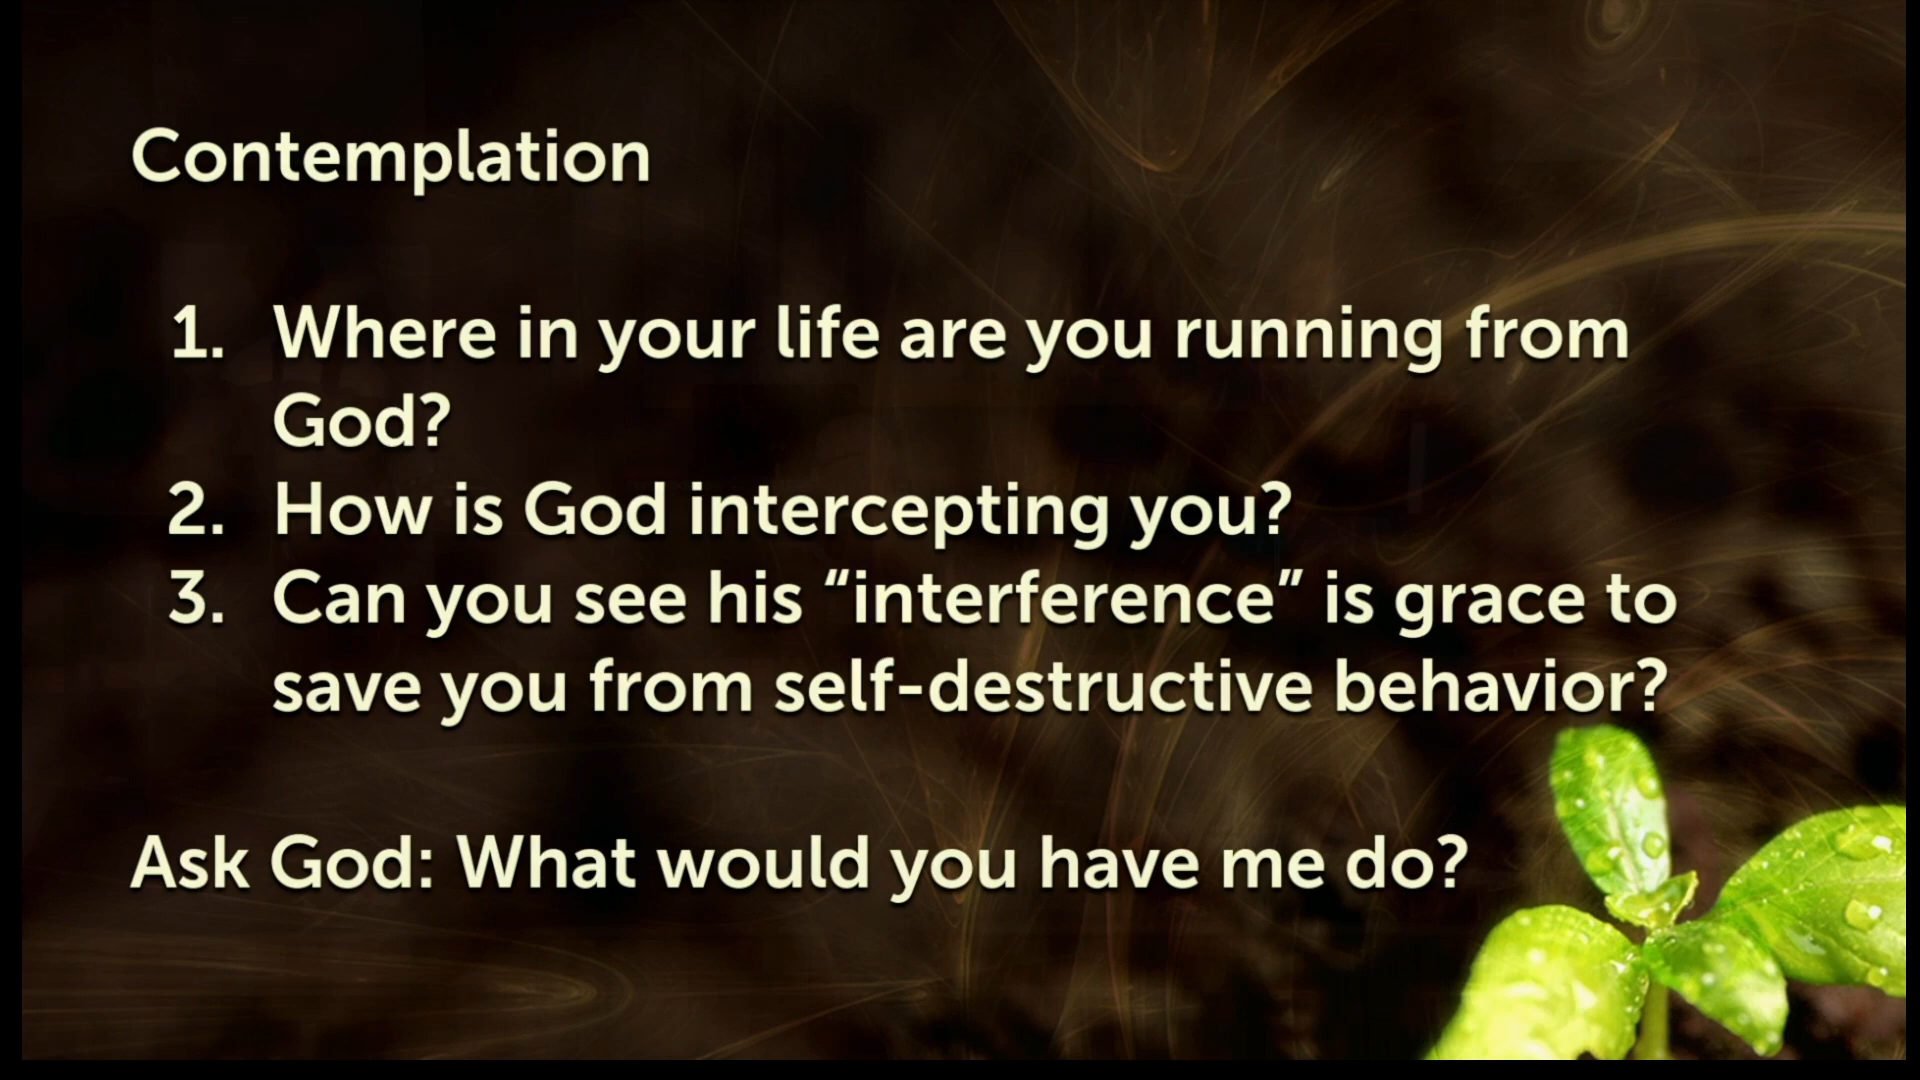 Contemplation
1. Where in your life are you running from
God?
2. How is God intercepting you?
3. Can you see his “interference” is grace to
save you from self-destructive behavior?
Ask God: What would you have me do?